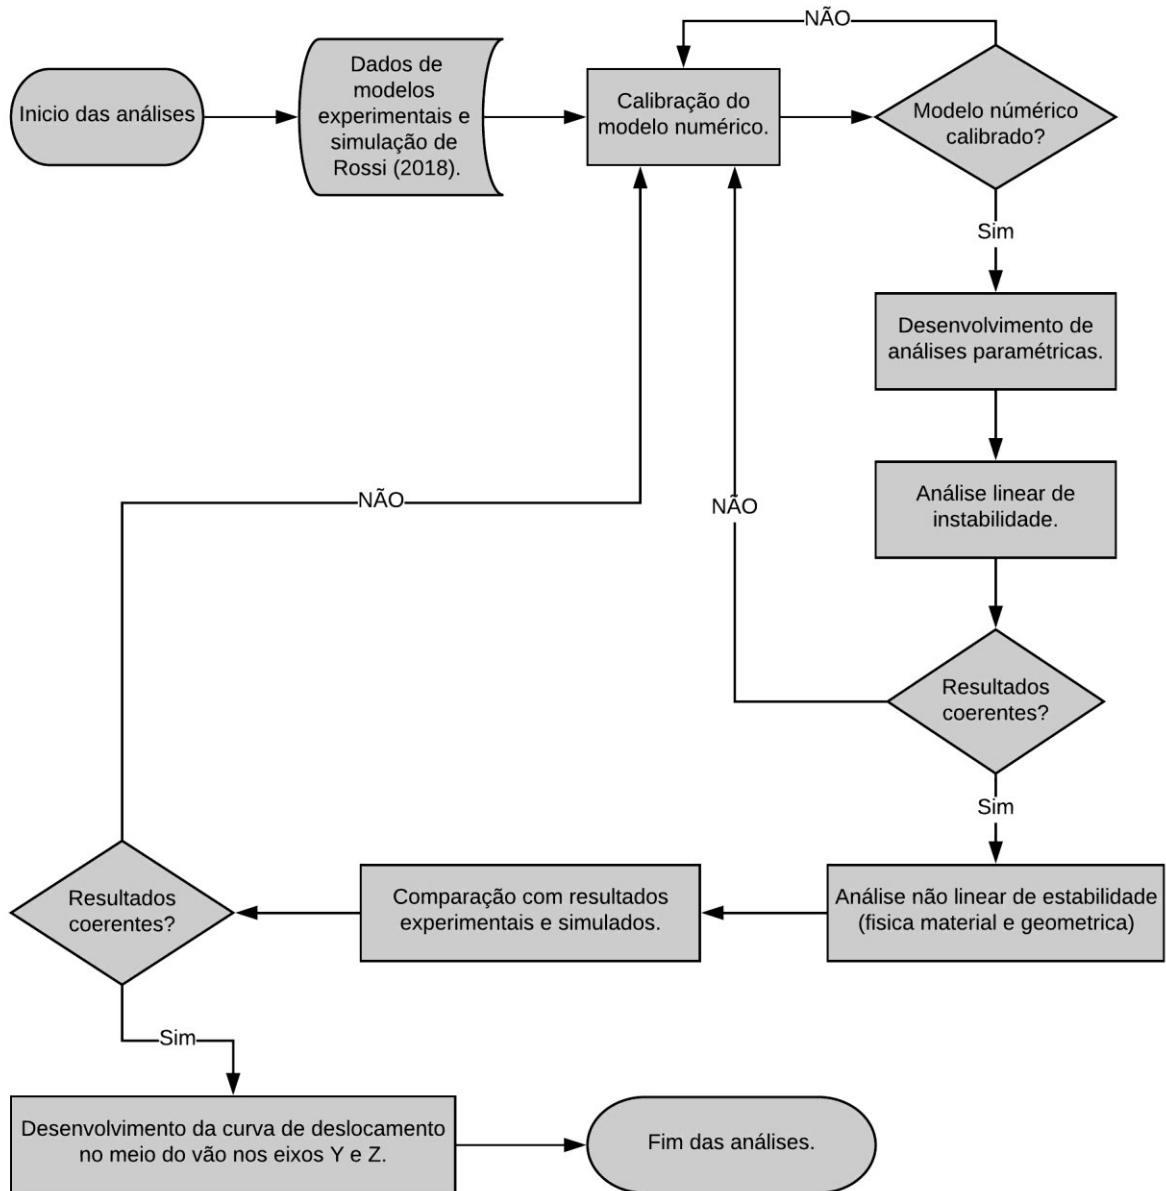 NÃO
Inicio das análises
Dados de
modelos
experimentais e
simulação de
Rossi (2018).
Calibração do
modelo numérico.
Modelo número
calibrado?
Sim
Desenvolvimento de
análises paramétricas.
Análise linear de
instabilidade.
NÃO
NÃO
Resultados
coerentes?
Sim
Análise não linear de estabilidade
(fisica material e geometrica)
Comparação com resultados
experimentais e simulados.
Resultados
coerentes?
Sim
Desenvolvimento da curva de deslocamento
no meio do vão nos eixos Y e Z.
Fim das análises.